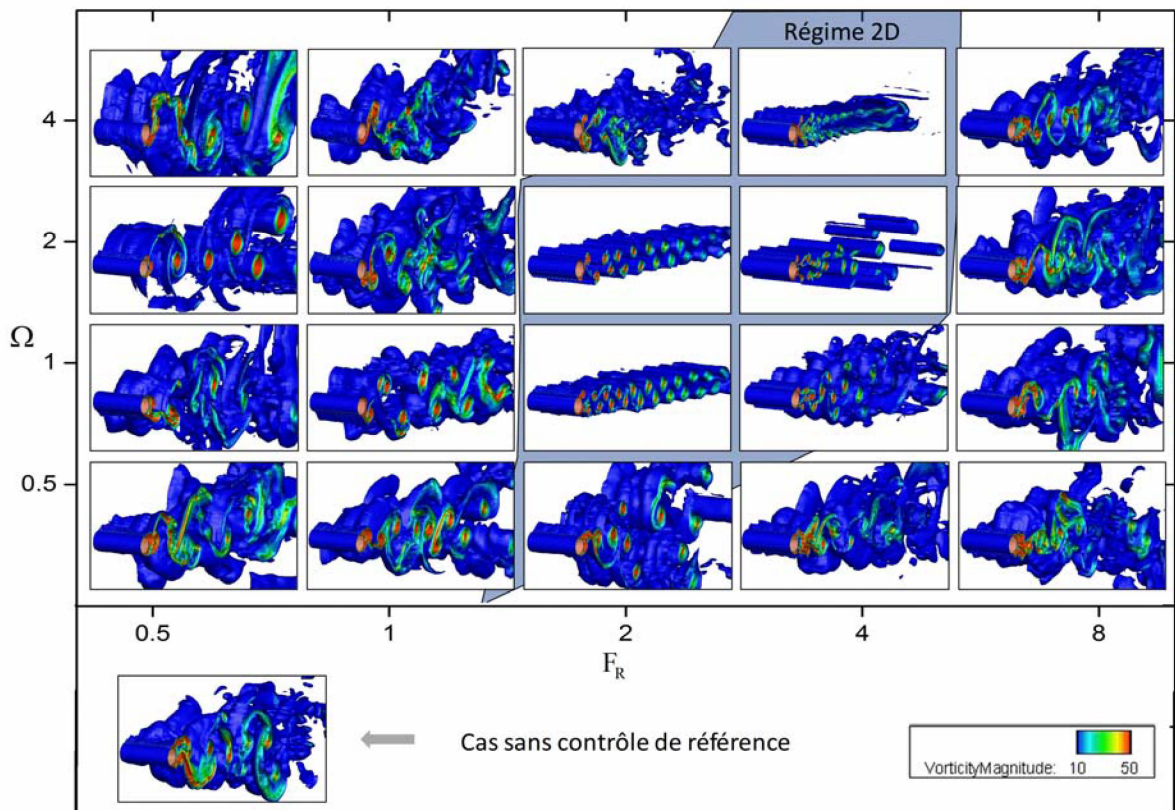 Régime 2D
4
2
Ω
1
0.5
0.5 1 2 4 8
F_R
Cas sans contrôle de référence
VorticityMagnitude: 10 50